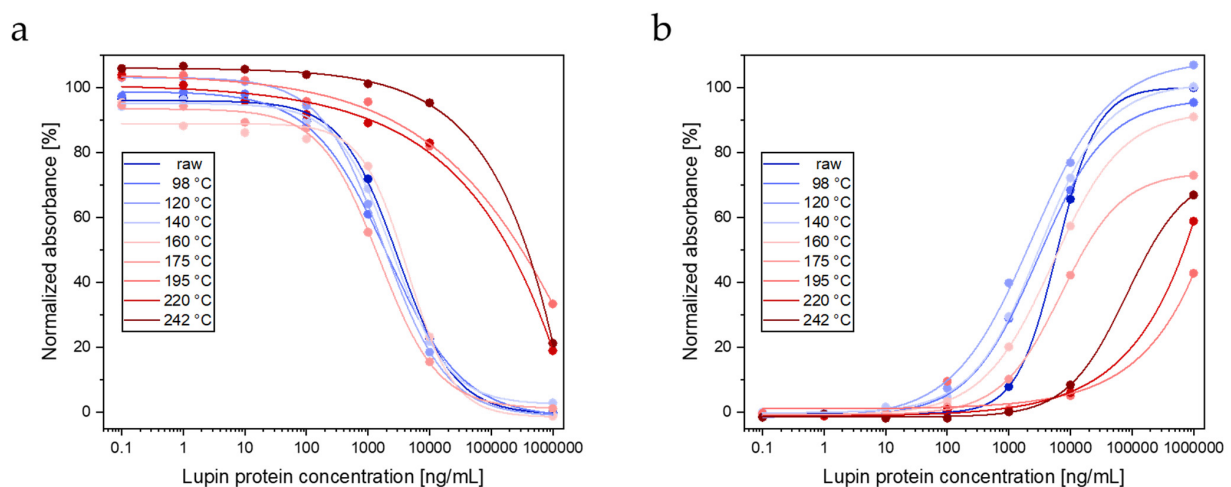 a
Normalized absorbance [%]
100
80
60
40
20
0
raw
98 °C
120 °C
140 °C
160 °C
175 °C
195 °C
220 °C
242 °C
0.1 1 10 100 1000 10000 1000000
Lupin protein concentration [ng/mL]
b
Normalized absorbance [%]
100
80
60
40
20
0
raw
98 °C
120 °C
140 °C
160 °C
175 °C
195 °C
220 °C
242 °C
0.1 1 10 100 1000 10000 100000 1000000
Lupin protein concentration [ng/mL]